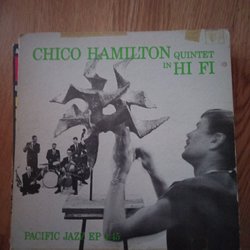 CHICO HAMILTON QUINTET
IN HI FI
PACIFIC JAZZ EP